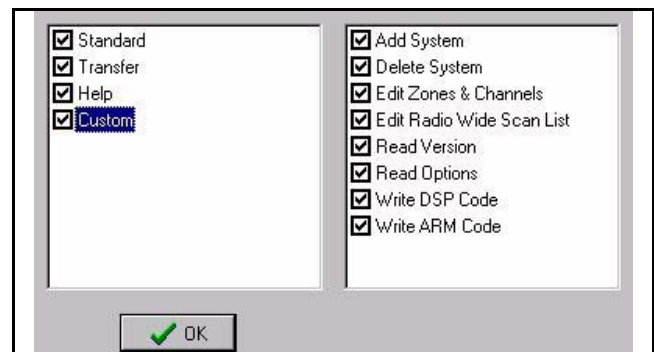 Standard
Transfer
Help
Custom
Add System
Delete System
Edit Zones & Channels
Edit Radio Wide Scan List
Read Version
Read Options
Write DSP Code
Write ARM Code
OK